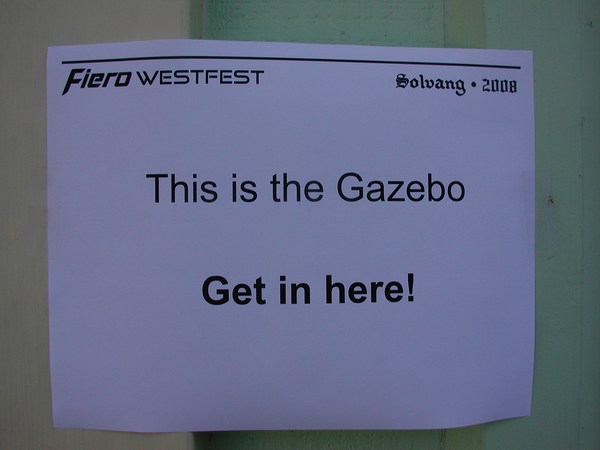 Fiero WESTFEST Solvang • 2008
This is the Gazebo
Get in here!